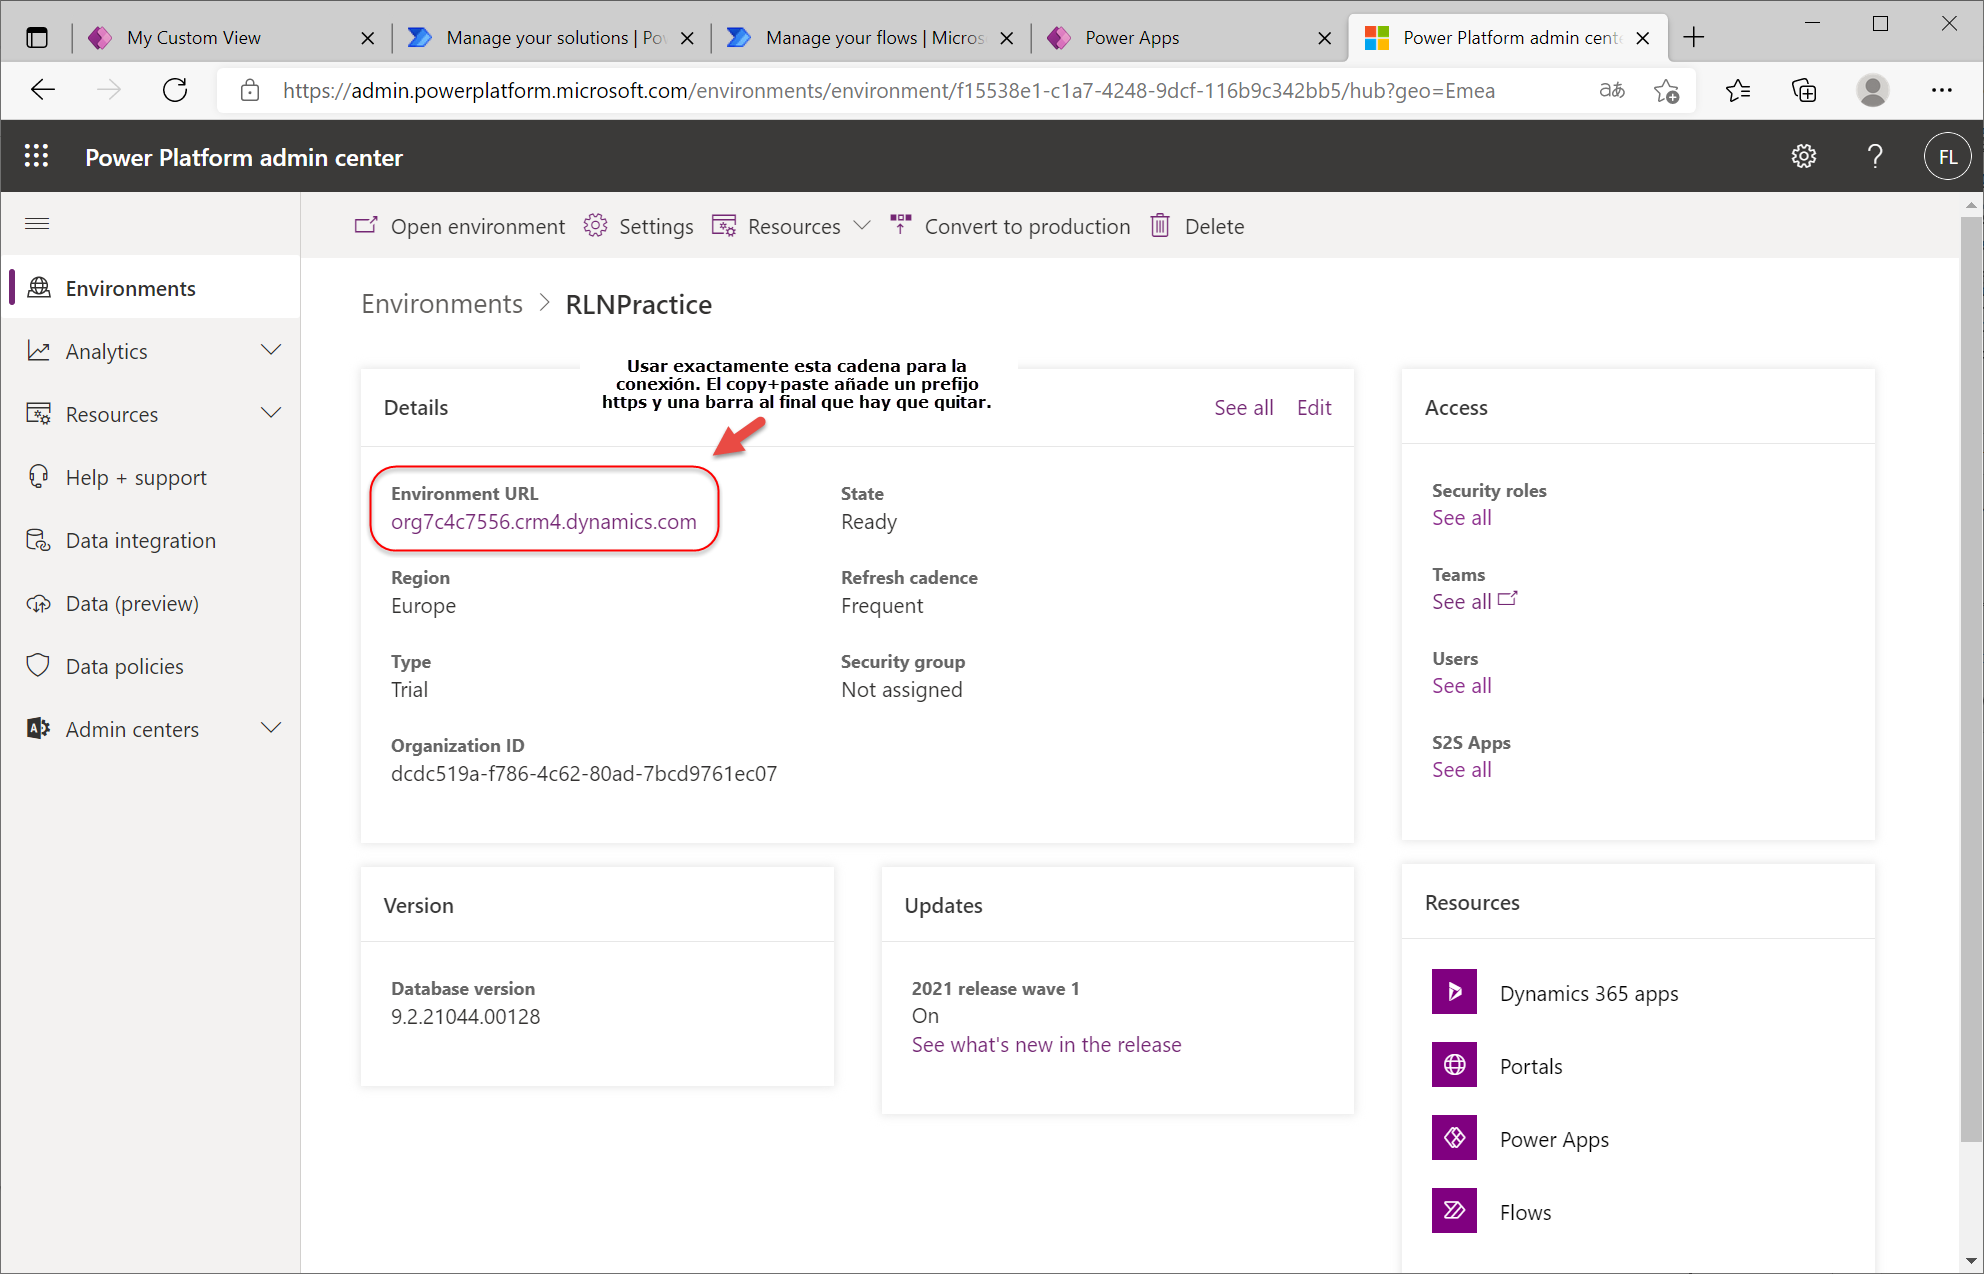 My Custom View
Manage your solutions | Po
Manage your flows | Micros
Power Apps
Power Platform admin cent
https://admin.powerplatform.microsoft.com/environments/environment/f15538e1-c1a7-4248-9dcf-116b9c342bb5/hub?geo=Emea
aあ
Power Platform admin center
?
FL
Open environment
Settings
Resources
Convert to production
Delete
Environments
Analytics
Resources
Help + support
Data integration
Data (preview)
Data policies
Admin centers
Environments > RLNPractice
Usar exactamente esta cadena para la
conexión. El copy+paste añade un prefijo
https y una barra al final que hay que quitar.
Details
See all
Edit
Environment URL
org7c4c7556.crm4.dynamics.com
State
Ready
Region
Europe
Refresh cadence
Frequent
Type
Trial
Security group
Not assigned
Organization ID
dcdc519a-f786-4c62-80ad-7bcd9761ec07
Access
Security roles
See all
Teams
See all
Users
See all
S2S Apps
See all
Version
Database version
9.2.21044.00128
Updates
2021 release wave 1
On
See what's new in the release
Resources
Dynamics 365 apps
Portals
Power Apps
Flows